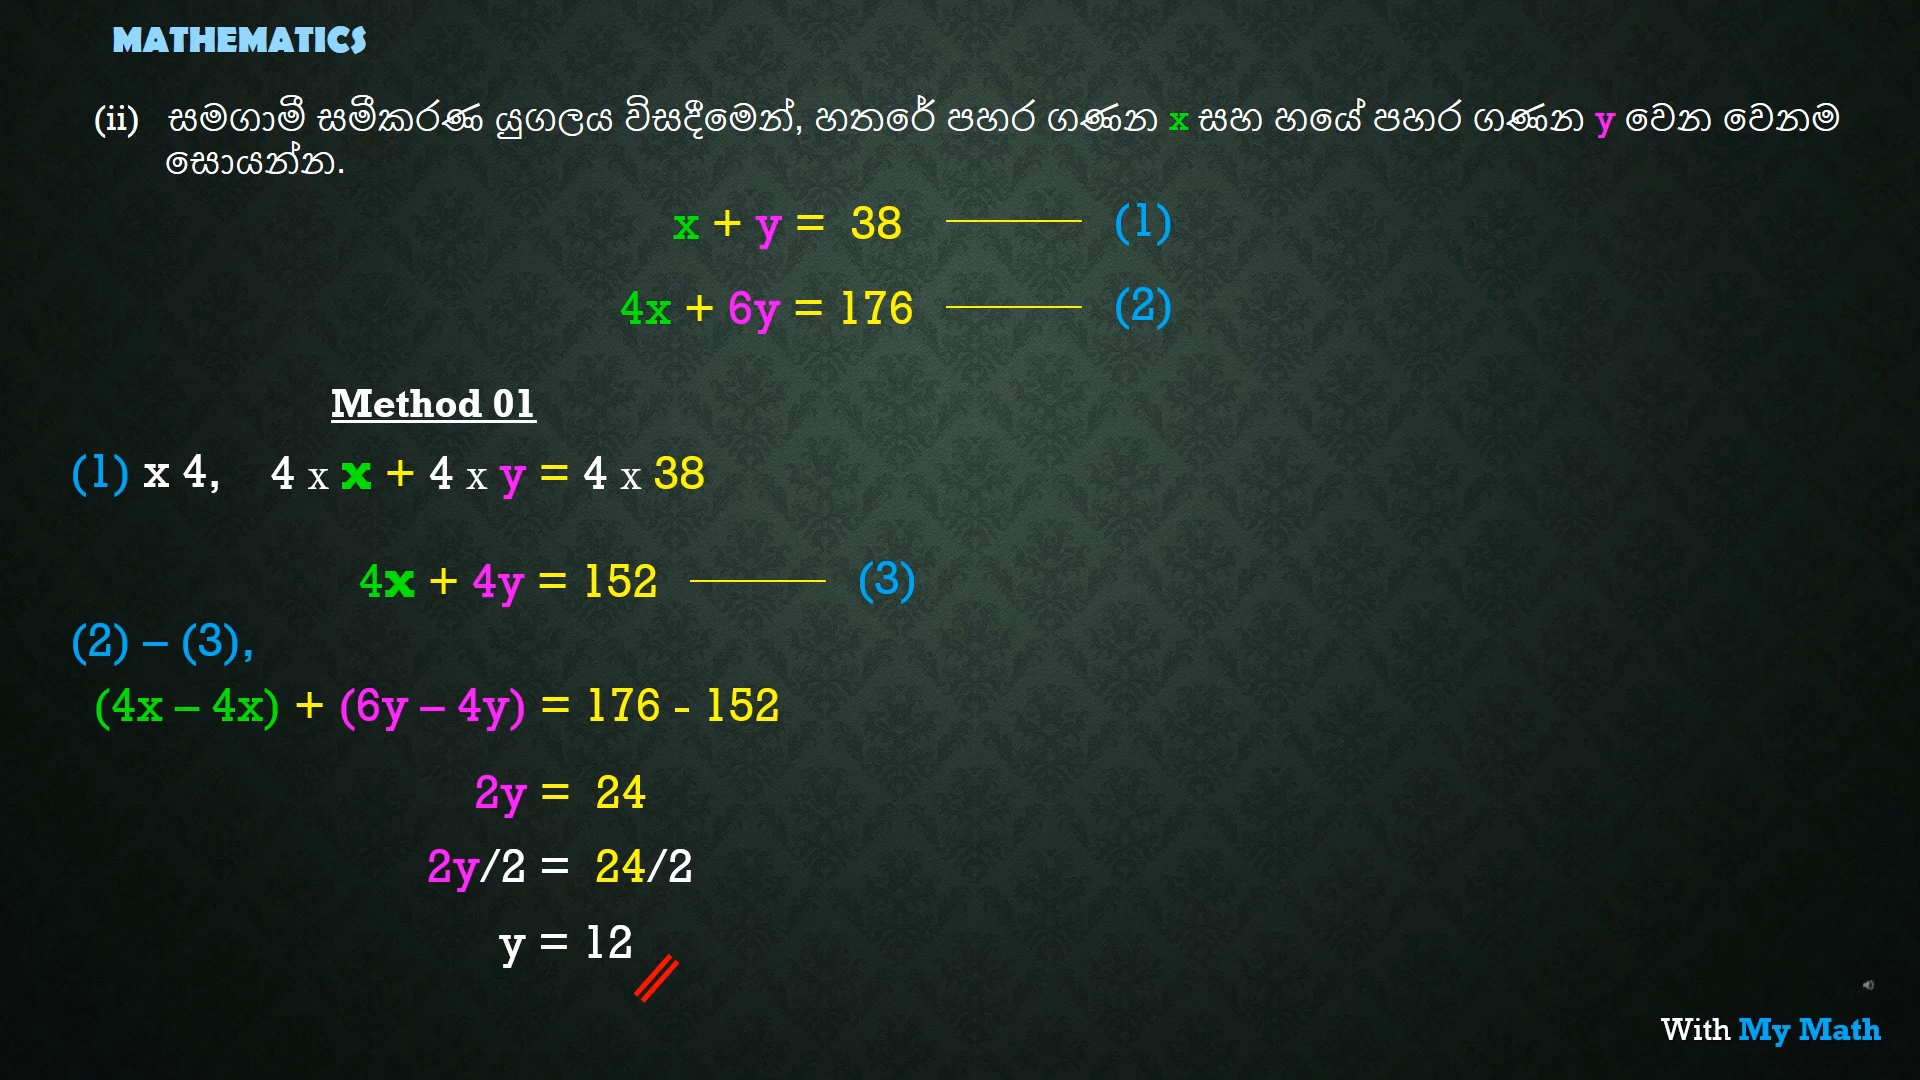 MATHEMATICS
(ii) සමගාමී සමීකරණ යුගලය විසදීමෙන්, හතරේ පහර ගණන x සහ හයේ පහර ගණන y වෙන වෙනම
සොයන්න.
x + y = 38 (1)
4x + 6y = 176 (2)
Method 01
(1) x 4, 4 x x + 4 x y = 4 x 38
4x + 4y = 152 (3)
(2) – (3),
(4x – 4x) + (6y – 4y) = 176 - 152
2y = 24
2y/2 = 24/2
y = 12
With My Math